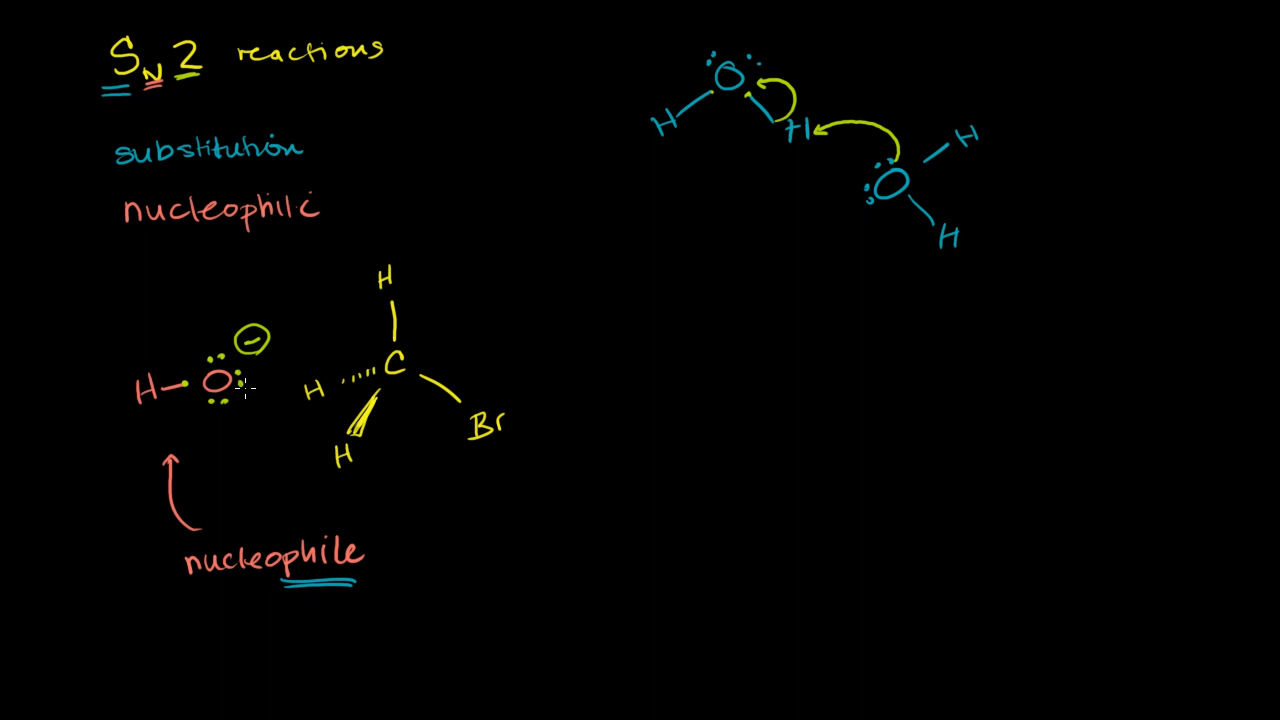 SN2 reactions
substitution
nucleophilic
H
O
H
H
O
H
H
H
C
H
H
Br
H
O
−
nucleophile